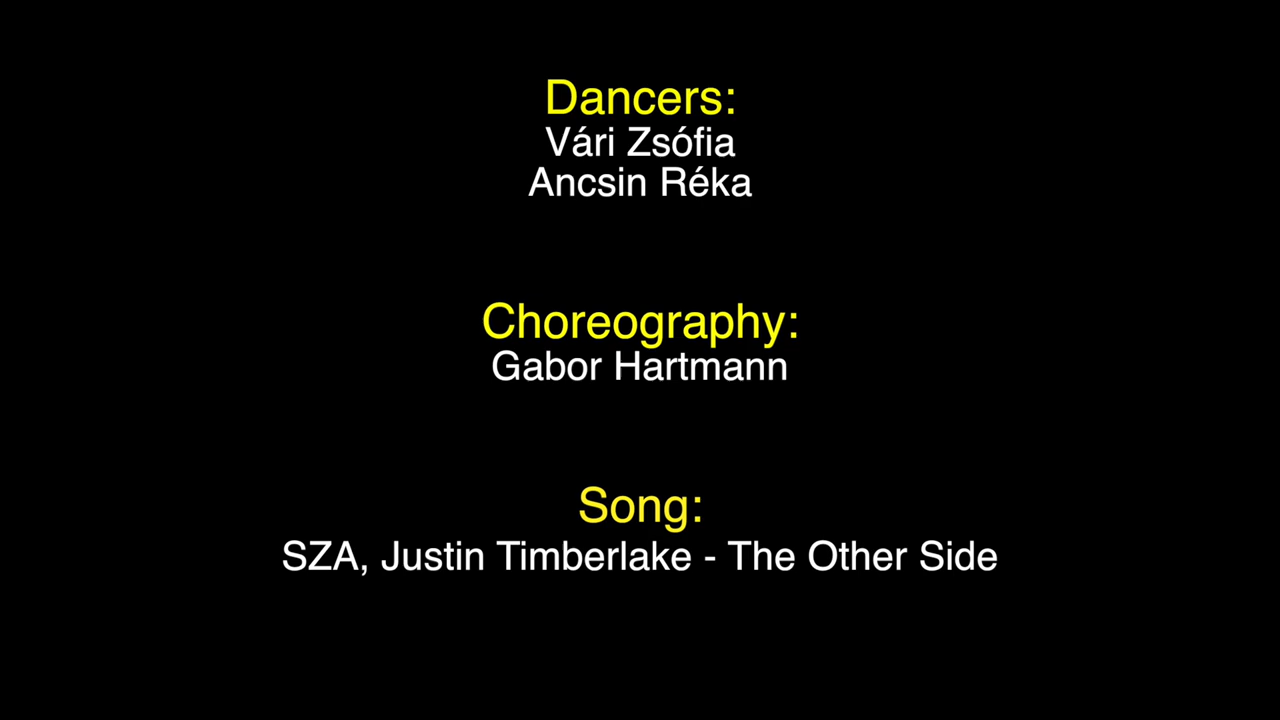 Dancers:
Vári Zsófia
Ancsin Réka
Choreography:
Gabor Hartmann
Song:
SZA, Justin Timberlake - The Other Side